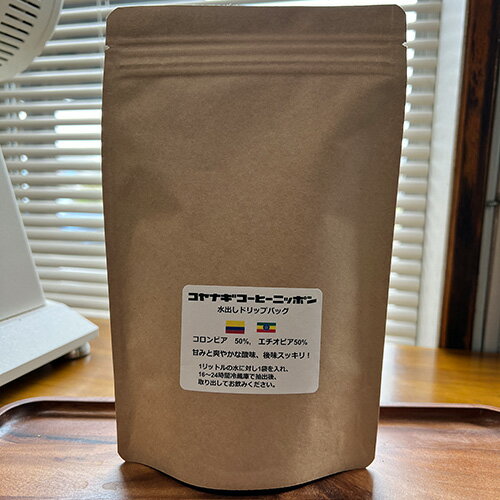 コヤナギコーヒーニッポン
水出しドリップバッグ
コロンビア 50%, エチオピア50%
甘みと爽やかな酸味、後味スッキリ！
1リットルの水に対し1袋を入れ、
16〜24時間冷蔵庫で抽出後、
取り出してお飲みください。